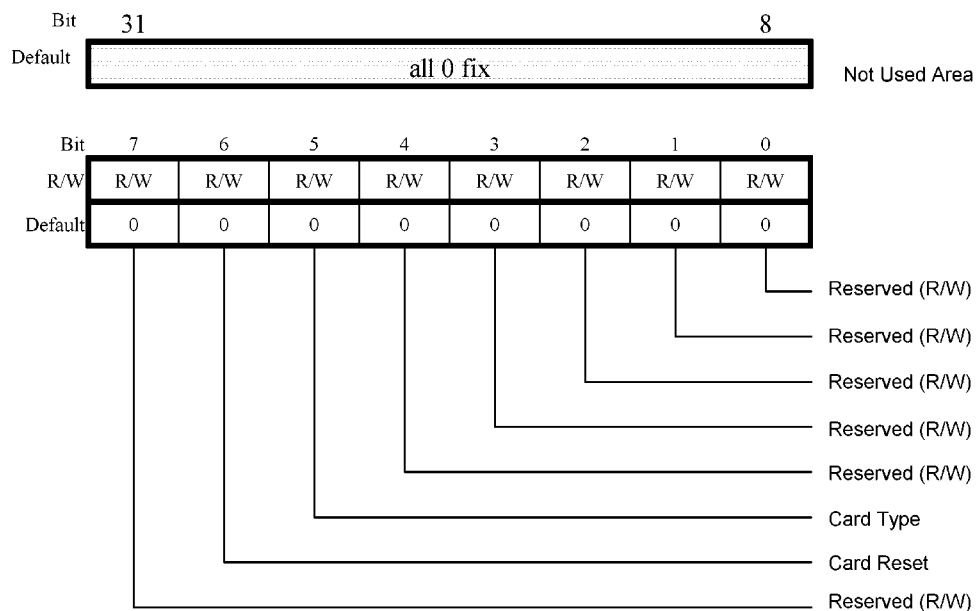 Bit 31 8
Default all 0 fix Not Used Area
Bit 7 6 5 4 3 2 1 0
R/W R/W R/W R/W R/W R/W R/W R/W R/W
Default 0 0 0 0 0 0 0 0
Reserved (R/W)
Reserved (R/W)
Reserved (R/W)
Reserved (R/W)
Reserved (R/W)
Card Type
Card Reset
Reserved (R/W)